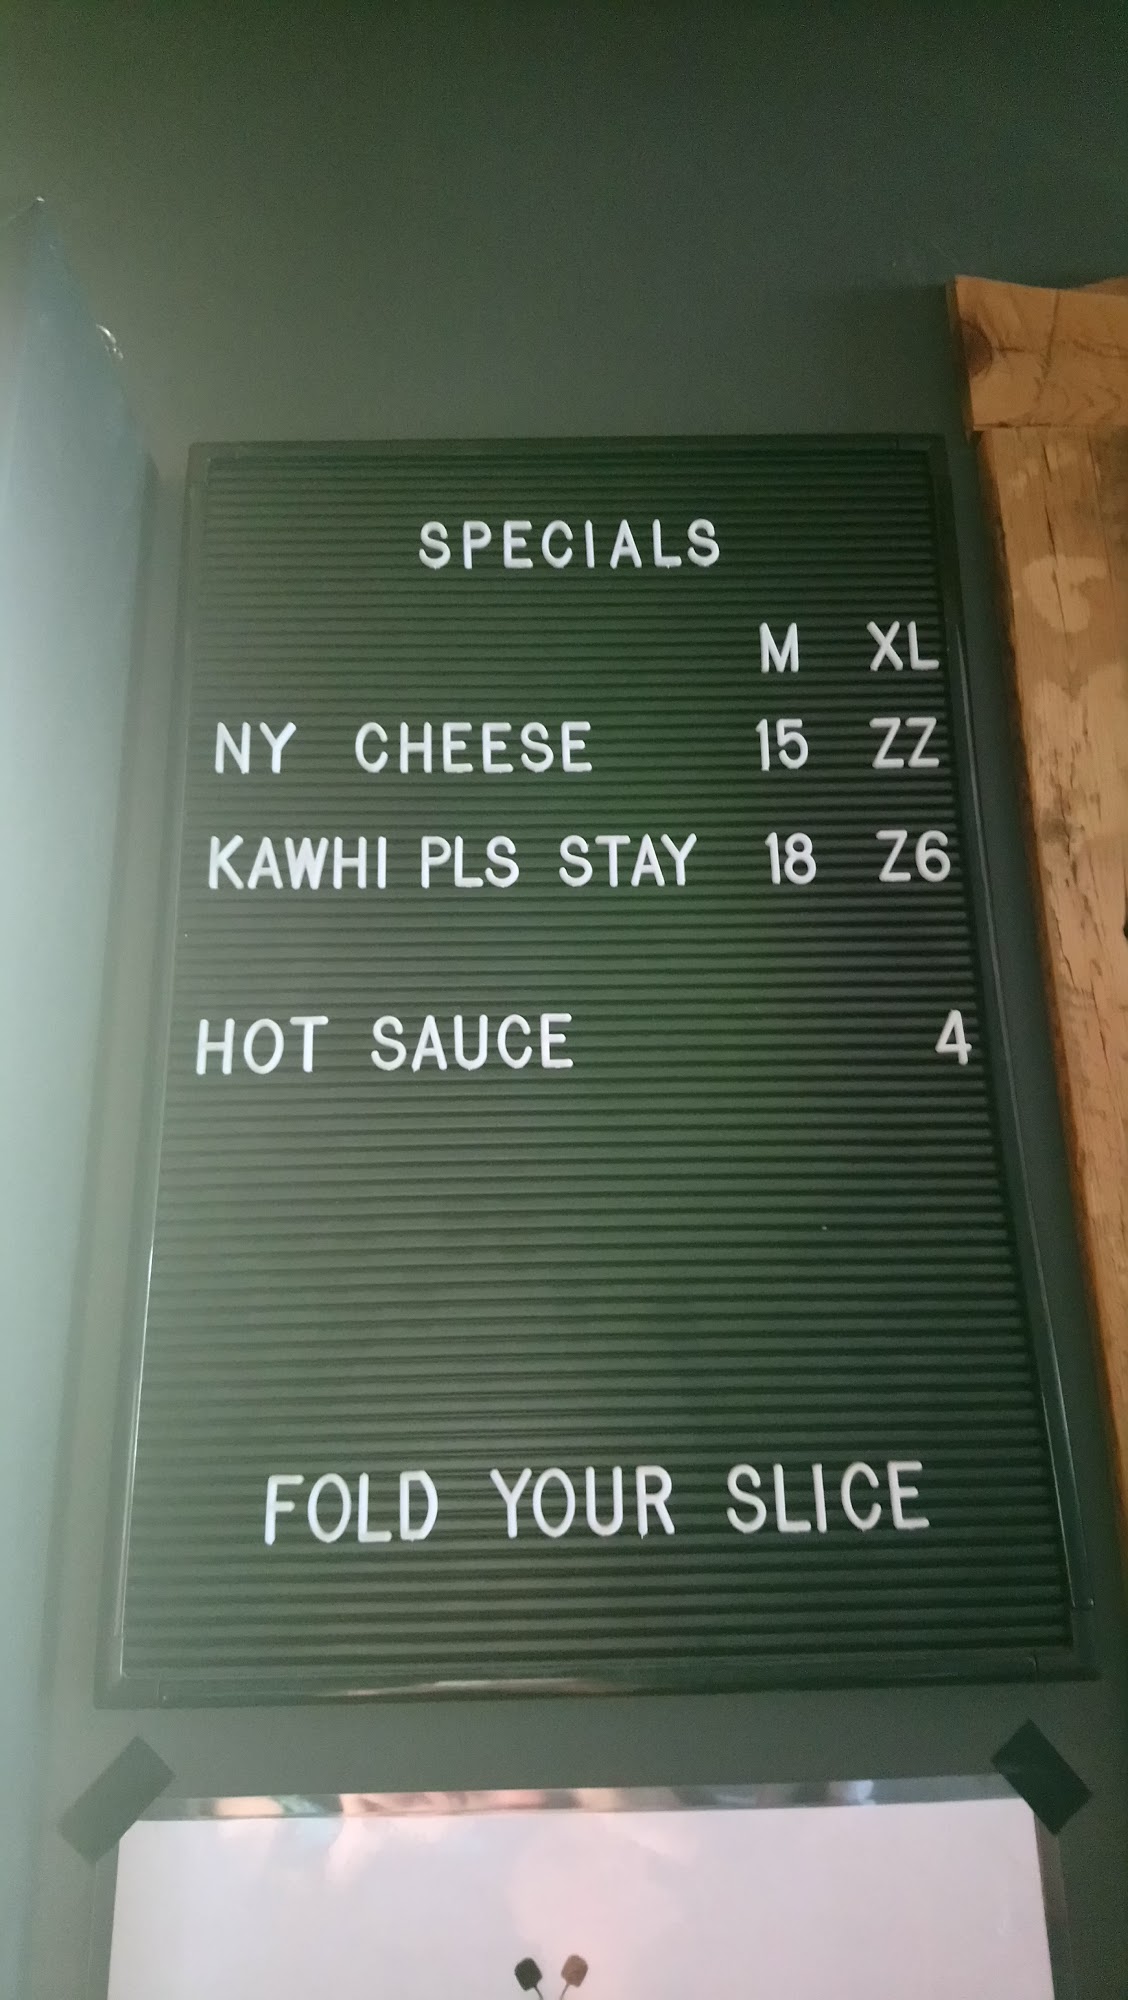 SPECIALS
M XL
NY CHEESE 15 ZZ
KAWHI PLS STAY 18 Z6
HOT SAUCE 4
FOLD YOUR SLICE